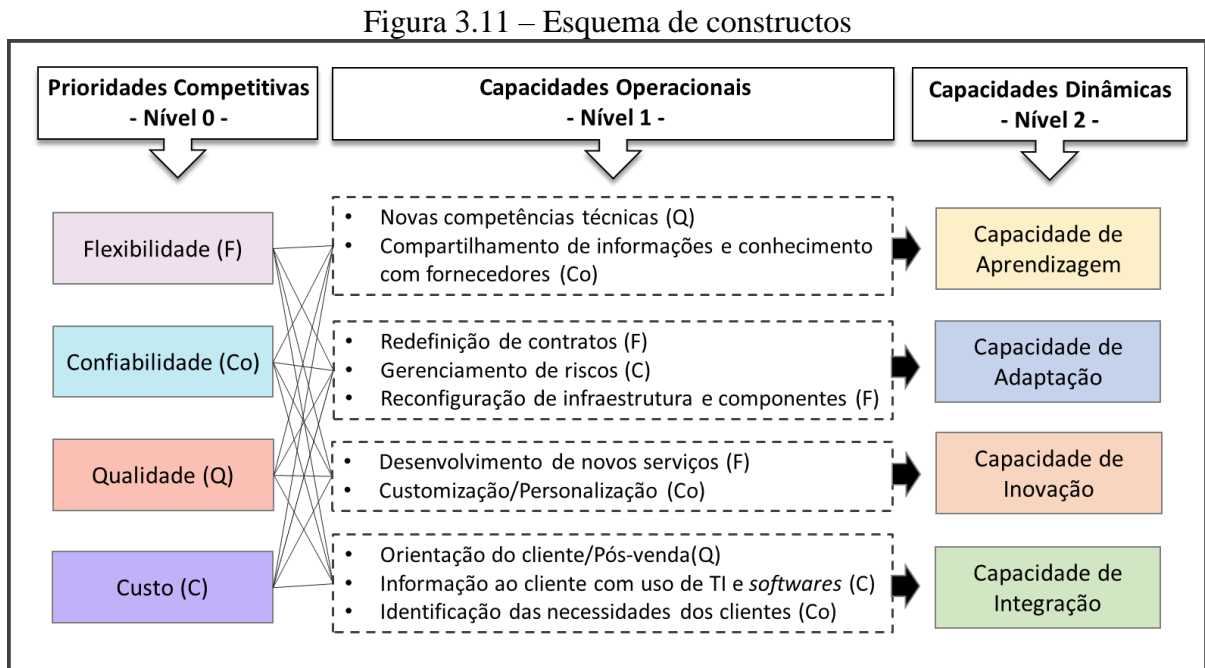 Figura 3.11 – Esquema de constructos
Prioridades Competitivas
- Nível 0 -
Capacidades Operacionais
- Nível 1 -
Capacidades Dinâmicas
- Nível 2 -
Flexibilidade (F)
Confiabilidade (Co)
Qualidade (Q)
Custo (C)
• Novas competências técnicas (Q)
• Compartilhamento de informações e conhecimento
com fornecedores (Co)
• Redefinição de contratos (F)
• Gerenciamento de riscos (C)
• Reconfiguração de infraestrutura e componentes (F)
• Desenvolvimento de novos serviços (F)
• Customização/Personalização (Co)
• Orientação do cliente/Pós-venda(Q)
• Informação ao cliente com uso de TI e softwares (C)
• Identificação das necessidades dos clientes (Co)
Capacidade de
Aprendizagem
Capacidade de
Adaptação
Capacidade de
Inovação
Capacidade de
Integração